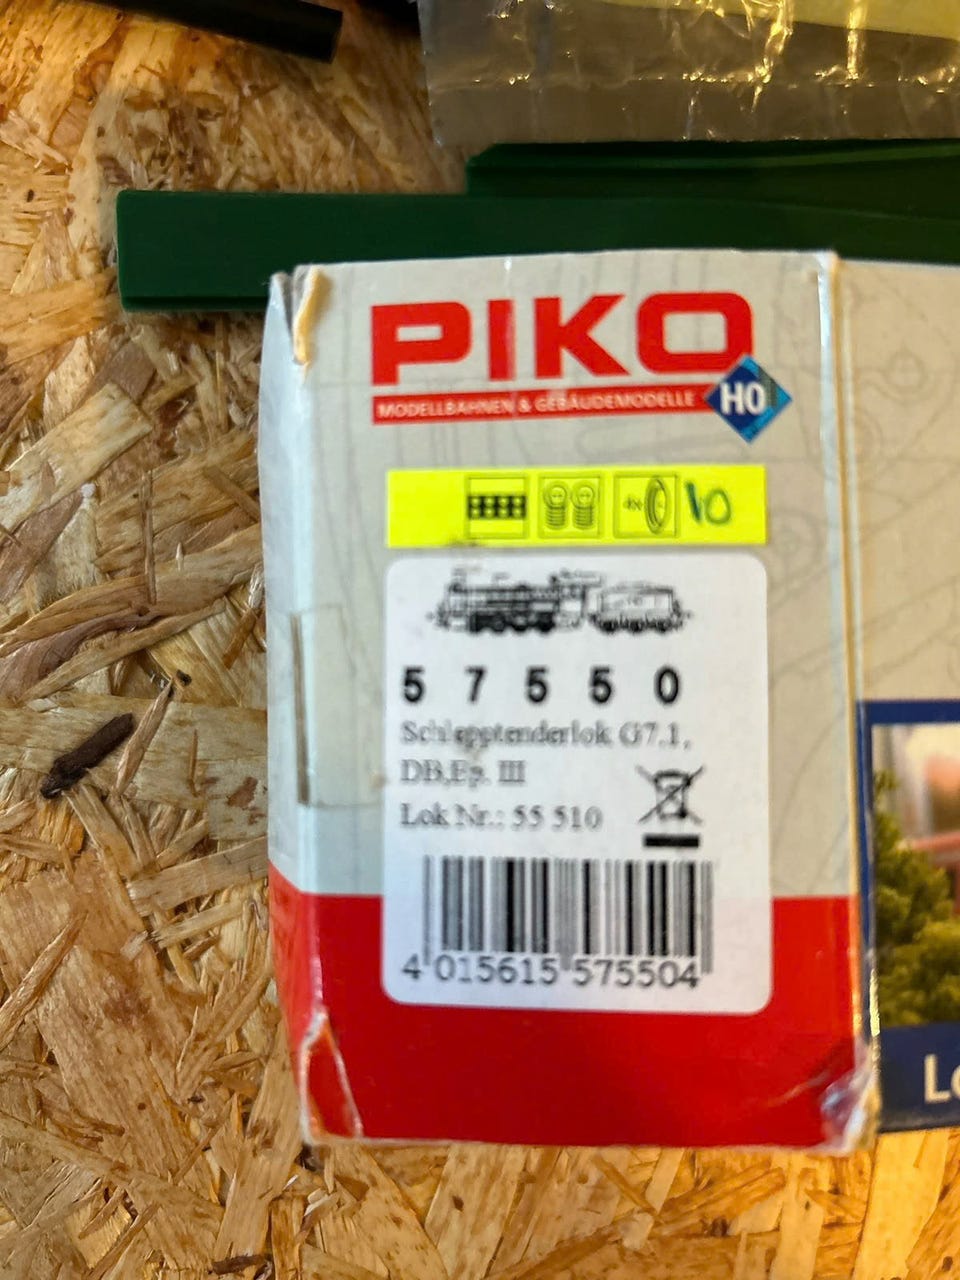 PIKO
MODELLBAHNEN & GEBÄUDEMODELLE
H0
4x
10
5 7 5 5 0
Schlepptenderlok G7.1,
DB,Ep. III
Lok Nr.: 55 510
4 015615 575504